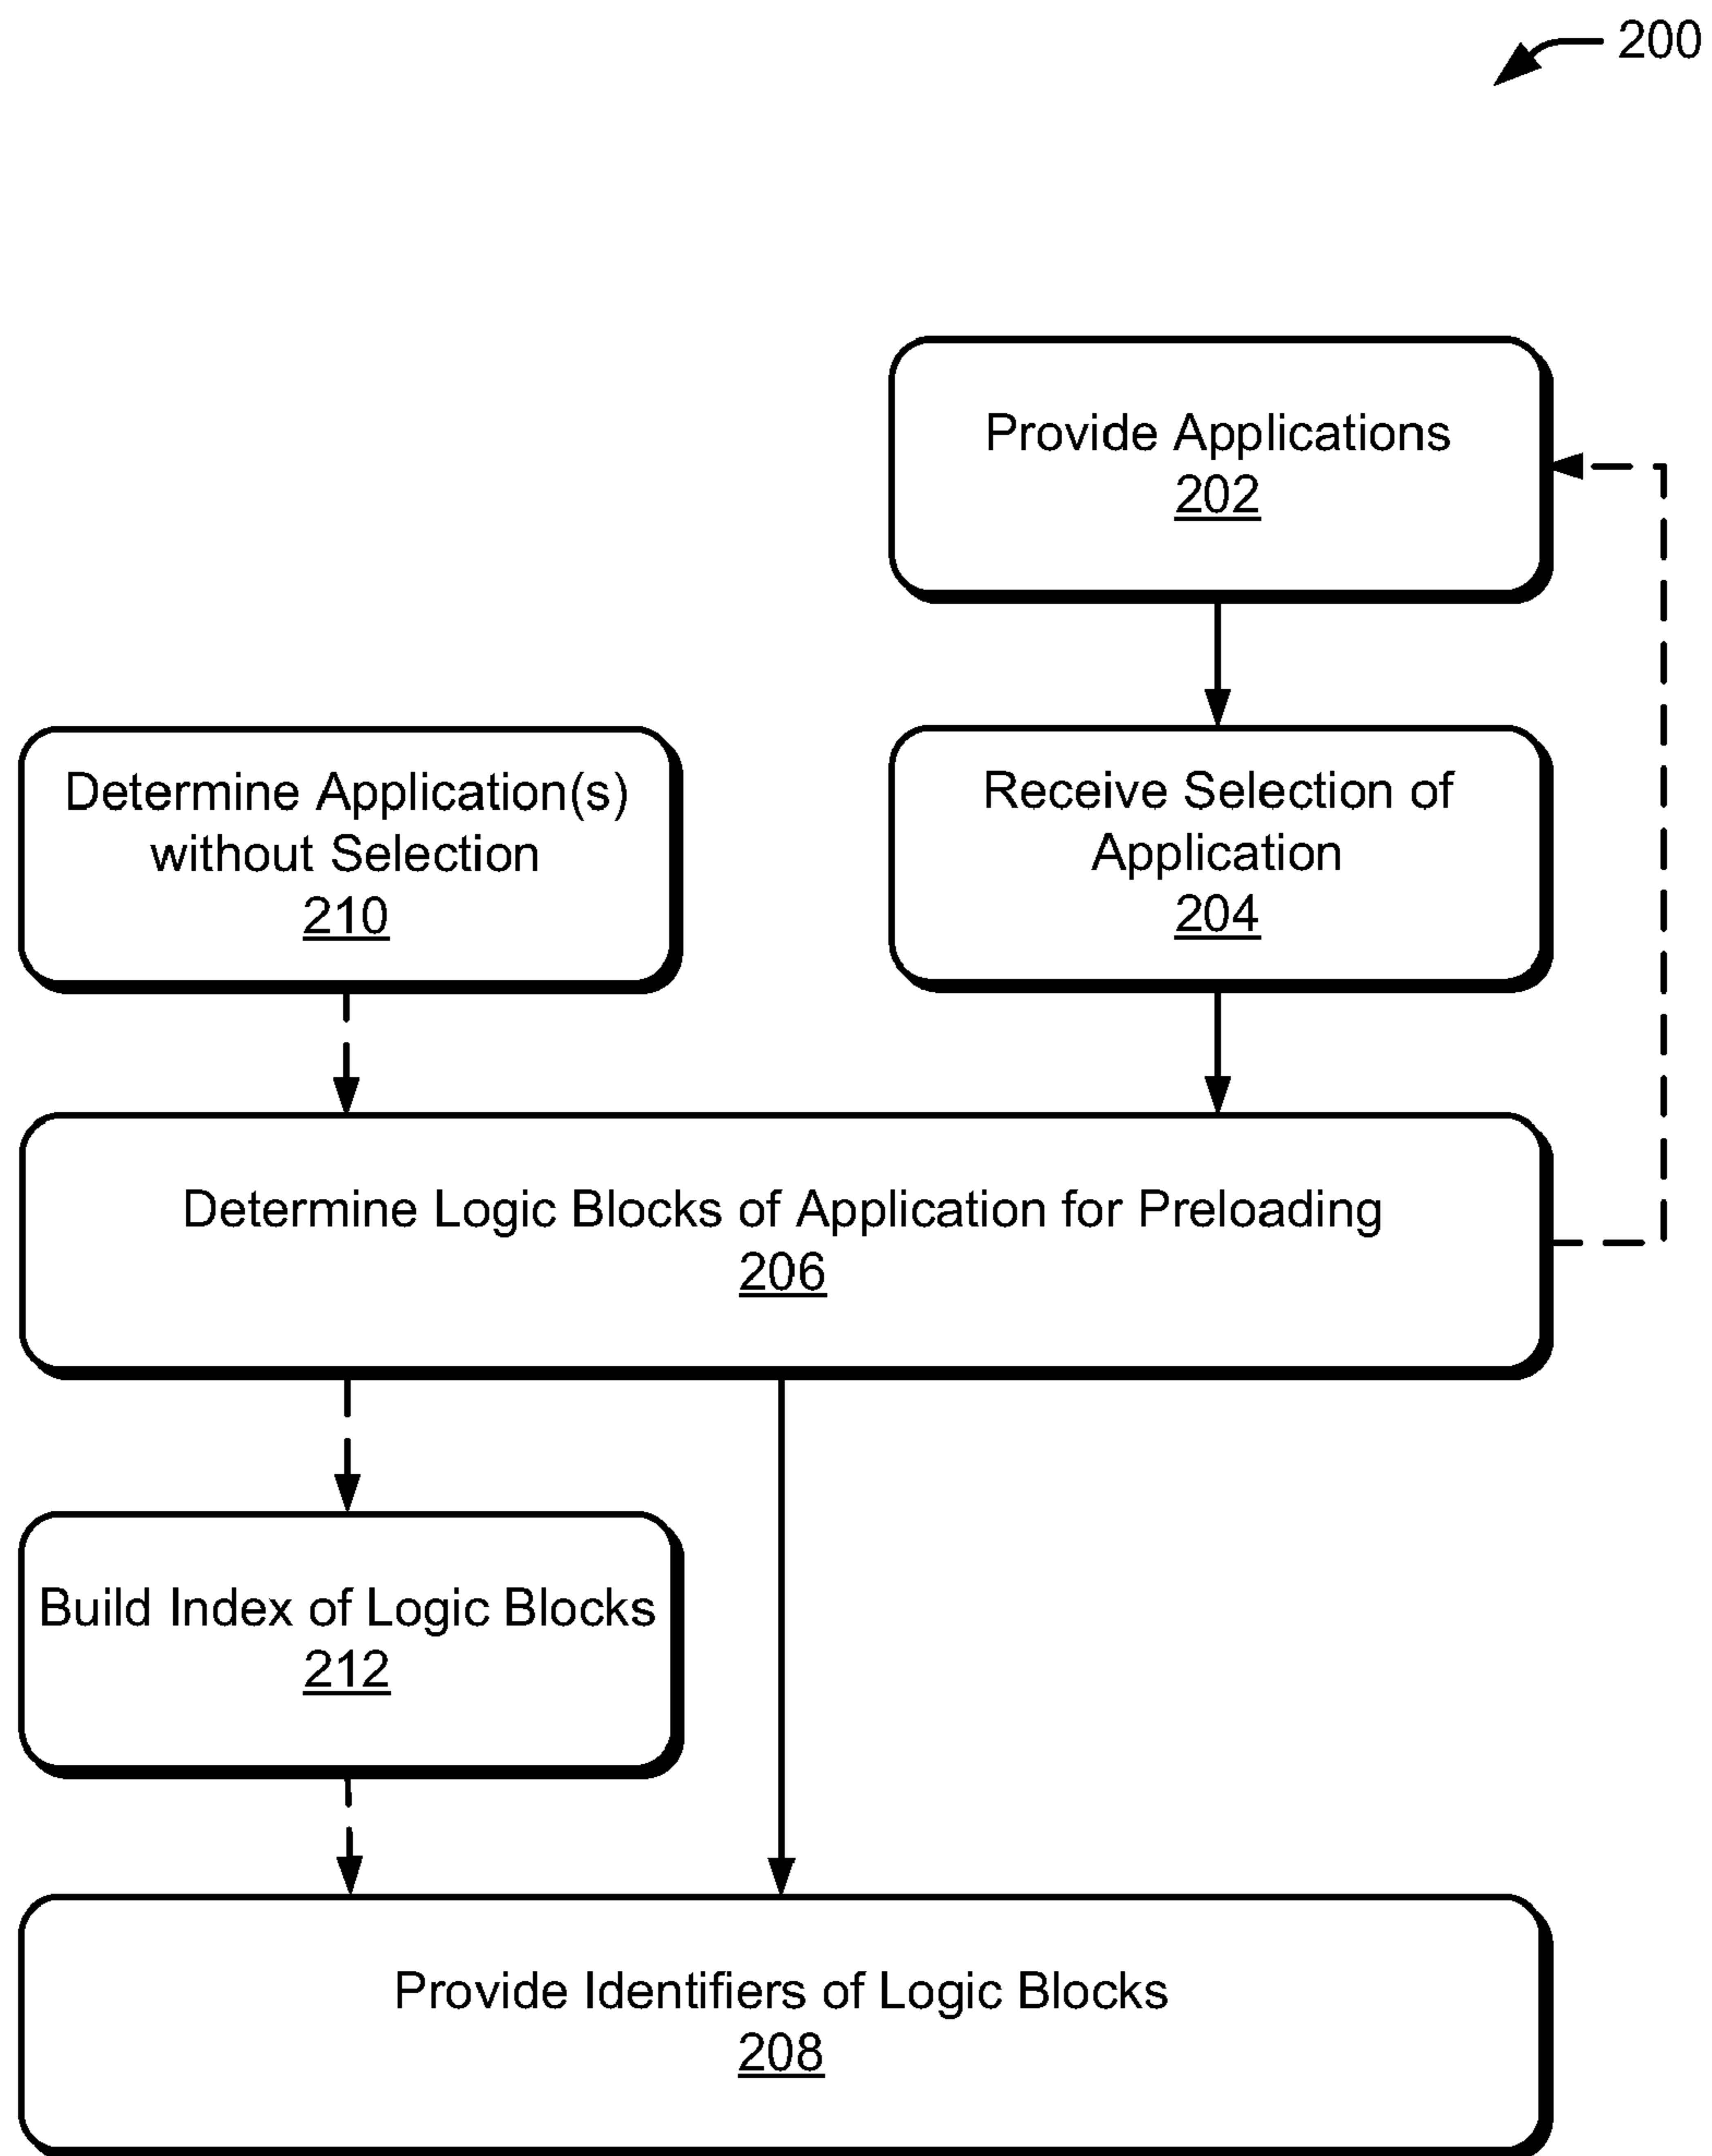 200
Provide Applications
202
Determine Application(s)
without Selection
210
Receive Selection of
Application
204
Determine Logic Blocks of Application for Preloading
206
Build Index of Logic Blocks
212
Provide Identifiers of Logic Blocks
208